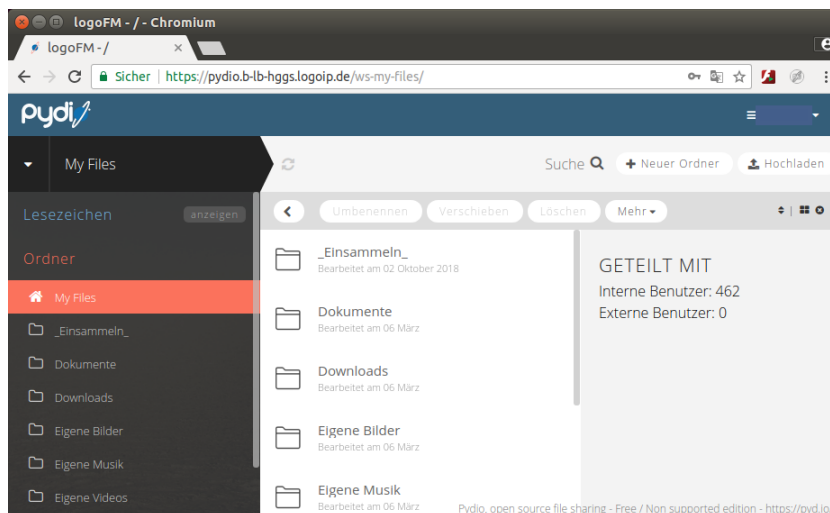 logoFM - / - Chromium
logoFM - /
Sicher | https://pydio.b-lb-hggs.logoip.de/ws-my-files/
pydio
My Files
Suche
Neuer Ordner
Hochladen
Lesezeichen
anzeigen
Umbenennen
Verschieben
Löschen
Mehr
Ordner
My Files
_Einsammeln_
Dokumente
Downloads
Eigene Bilder
Eigene Musik
Eigene Videos
_Einsammeln_
Bearbeitet am 02 Oktober 2018
Dokumente
Bearbeitet am 06 März
Downloads
Bearbeitet am 06 März
Eigene Bilder
Bearbeitet am 06 März
Eigene Musik
Bearbeitet am 06 März
GETEILT MIT
Interne Benutzer: 462
Externe Benutzer: 0
Pydio, open source file sharing - Free / Non supported edition - https://pyd.io